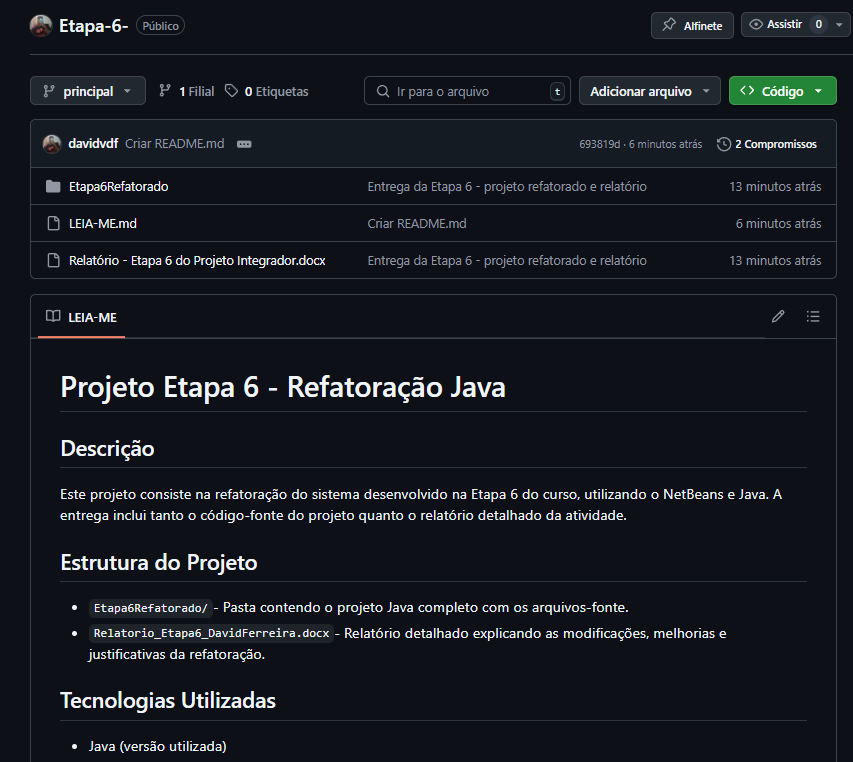 Etapa-6- Público Alfinete Assistir 0
principal 1 Filial 0 Etiquetas Ir para o arquivo t Adicionar arquivo Código
davidvdf Criar README.md 693819d · 6 minutos atrás 2 Compromissos
Etapa6Refatorado Entrega da Etapa 6 - projeto refatorado e relatório 13 minutos atrás
LEIA-ME.md Criar README.md 6 minutos atrás
Relatório - Etapa 6 do Projeto Integrador.docx Entrega da Etapa 6 - projeto refatorado e relatório 13 minutos atrás
LEIA-ME
Projeto Etapa 6 - Refatoração Java
Descrição
Este projeto consiste na refatoração do sistema desenvolvido na Etapa 6 do curso, utilizando o NetBeans e Java. A
entrega inclui tanto o código-fonte do projeto quanto o relatório detalhado da atividade.
Estrutura do Projeto
• Etapa6Refatorado/ - Pasta contendo o projeto Java completo com os arquivos-fonte.
• Relatorio_Etapa6_DavidFerreira.docx - Relatório detalhado explicando as modificações, melhorias e
justificativas da refatoração.
Tecnologias Utilizadas
• Java (versão utilizada)